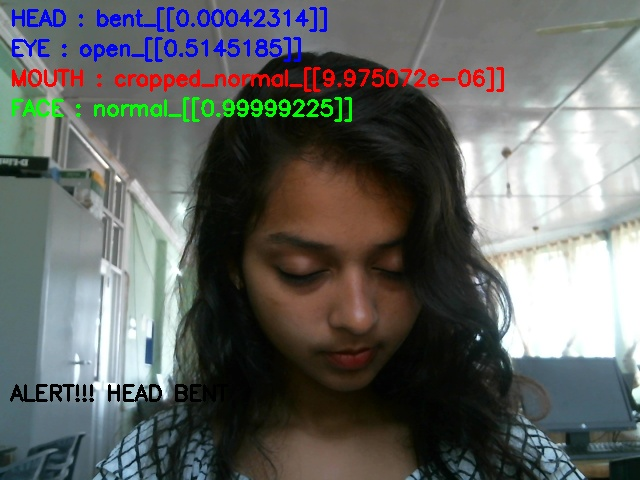 HEAD : bent_[[0.00042314]]
EYE : open_[[0.5145185]]
MOUTH : cropped_normal_[[9.975072e-06]]
FACE : normal_[[0.99999225]]
D-Link
ALERT!!! HEAD BENT